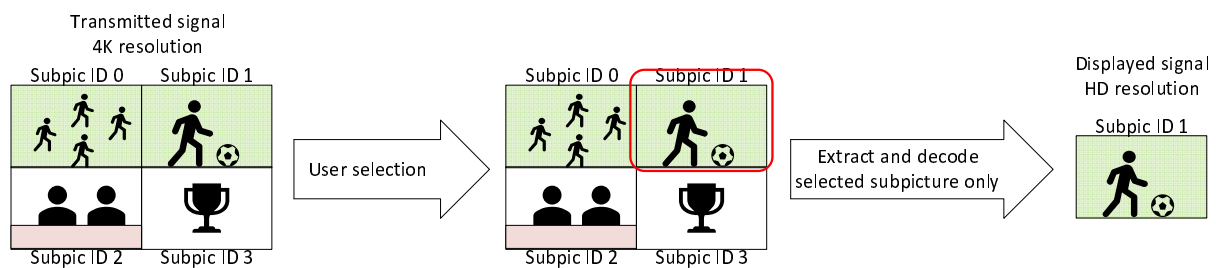 Transmitted signal
4K resolution
Subpic ID 0
Subpic ID 1
Subpic ID 2
Subpic ID 3
User selection
Subpic ID 0
Subpic ID 1
Subpic ID 2
Subpic ID 3
Extract and decode
selected subpicture only
Displayed signal
HD resolution
Subpic ID 1